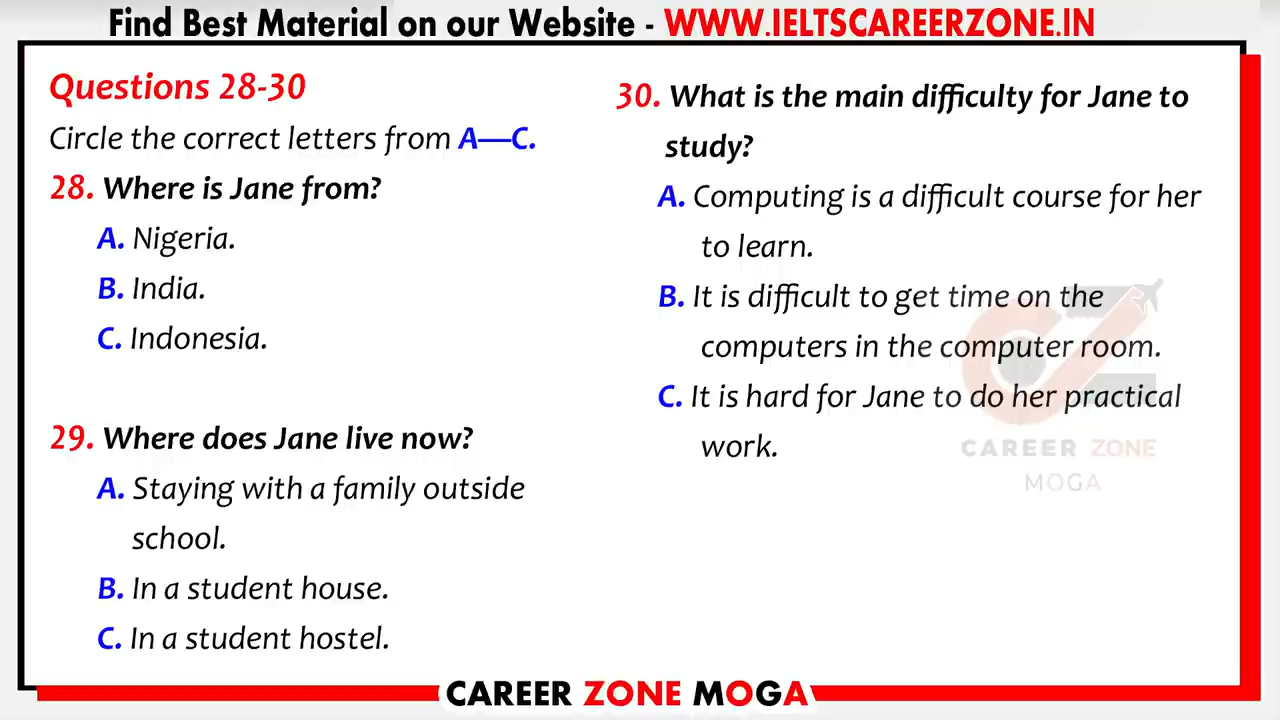 Find Best Material on our Website - WWW.IELTSCAREERZONE.IN
Questions 28-30
Circle the correct letters from A—C.
28. Where is Jane from?
A. Nigeria.
B. India.
C. Indonesia.
29. Where does Jane live now?
A. Staying with a family outside
school.
B. In a student house.
C. In a student hostel.
30. What is the main difficulty for Jane to
study?
A. Computing is a difficult course for her
to learn.
B. It is difficult to get time on the
computers in the computer room.
C. It is hard for Jane to do her practical
work.
CAREER ZONE
MOGA
CAREER ZONE MOGA